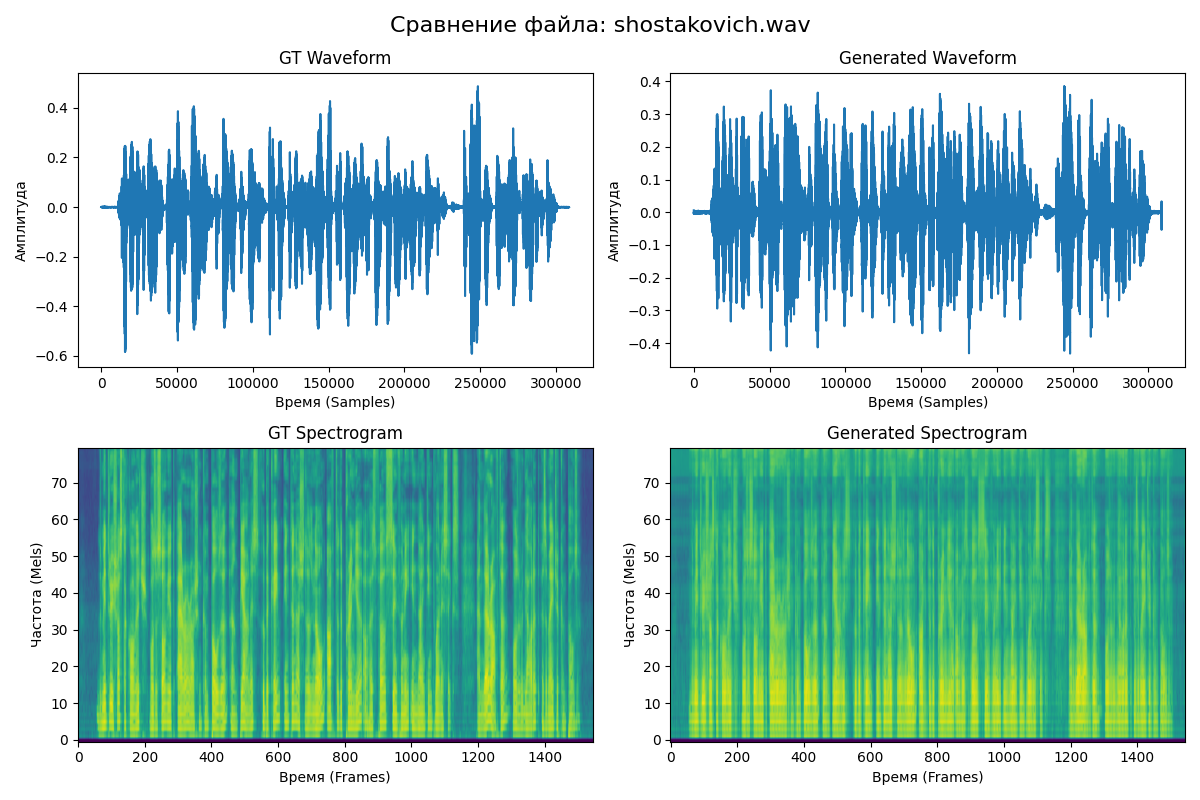 Сравнение файла: shostakovich.wav
GT Waveform
Амплитуда
0.4
0.2
0.0
−0.2
−0.4
−0.6
0 50000 100000 150000 200000 250000 300000
Время (Samples)
Generated Waveform
Амплитуда
0.4
0.3
0.2
0.1
0.0
−0.1
−0.2
−0.3
−0.4
0 50000 100000 150000 200000 250000 300000
Время (Samples)
GT Spectrogram
Частота (Mels)
70
60
50
40
30
20
10
0
0 200 400 600 800 1000 1200 1400
Время (Frames)
Generated Spectrogram
Частота (Mels)
70
60
50
40
30
20
10
0
0 200 400 600 800 1000 1200 1400
Время (Frames)